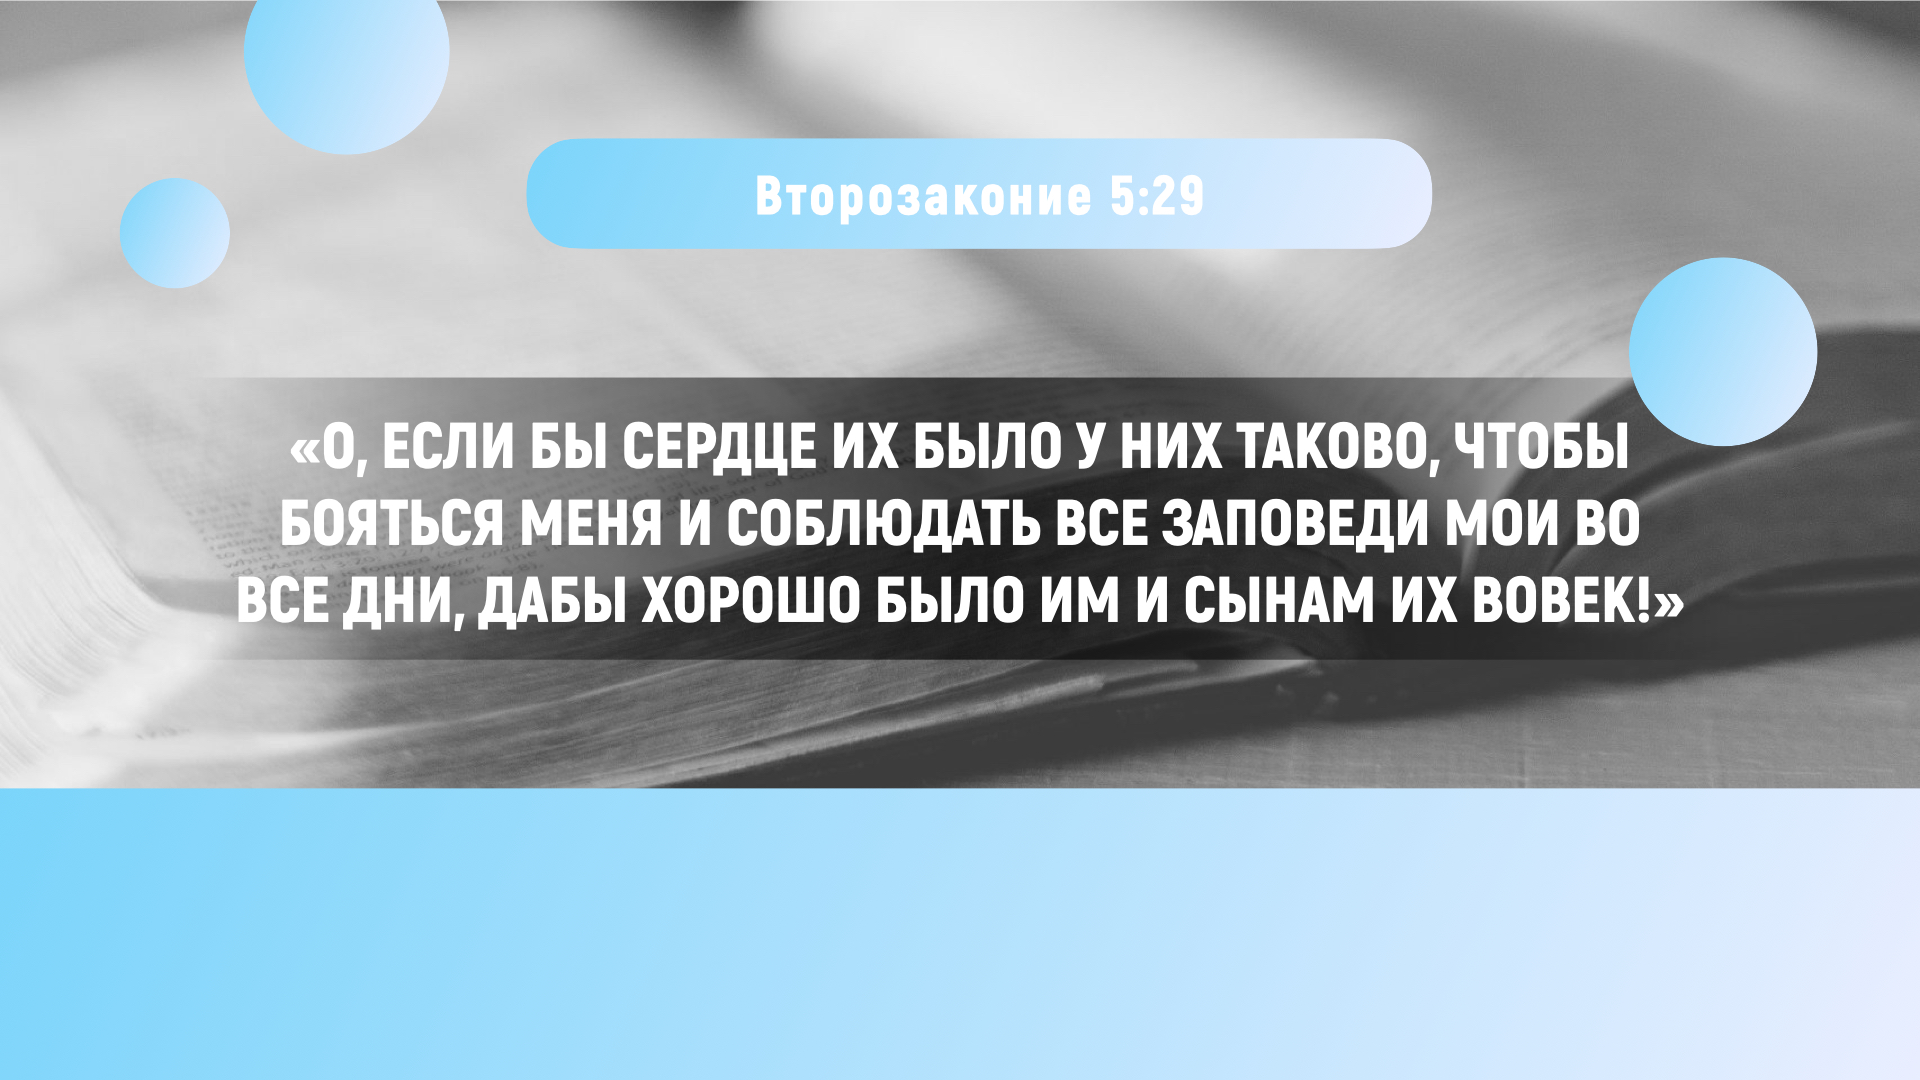 Второзаконие 5:29
«О, ЕСЛИ БЫ СЕРДЦЕ ИХ БЫЛО У НИХ ТАКОВО, ЧТОБЫ
БОЯТЬСЯ МЕНЯ И СОБЛЮДАТЬ ВСЕ ЗАПОВЕДИ МОИ ВО
ВСЕ ДНИ, ДАБЫ ХОРОШО БЫЛО ИМ И СЫНАМ ИХ ВОВЕК!»